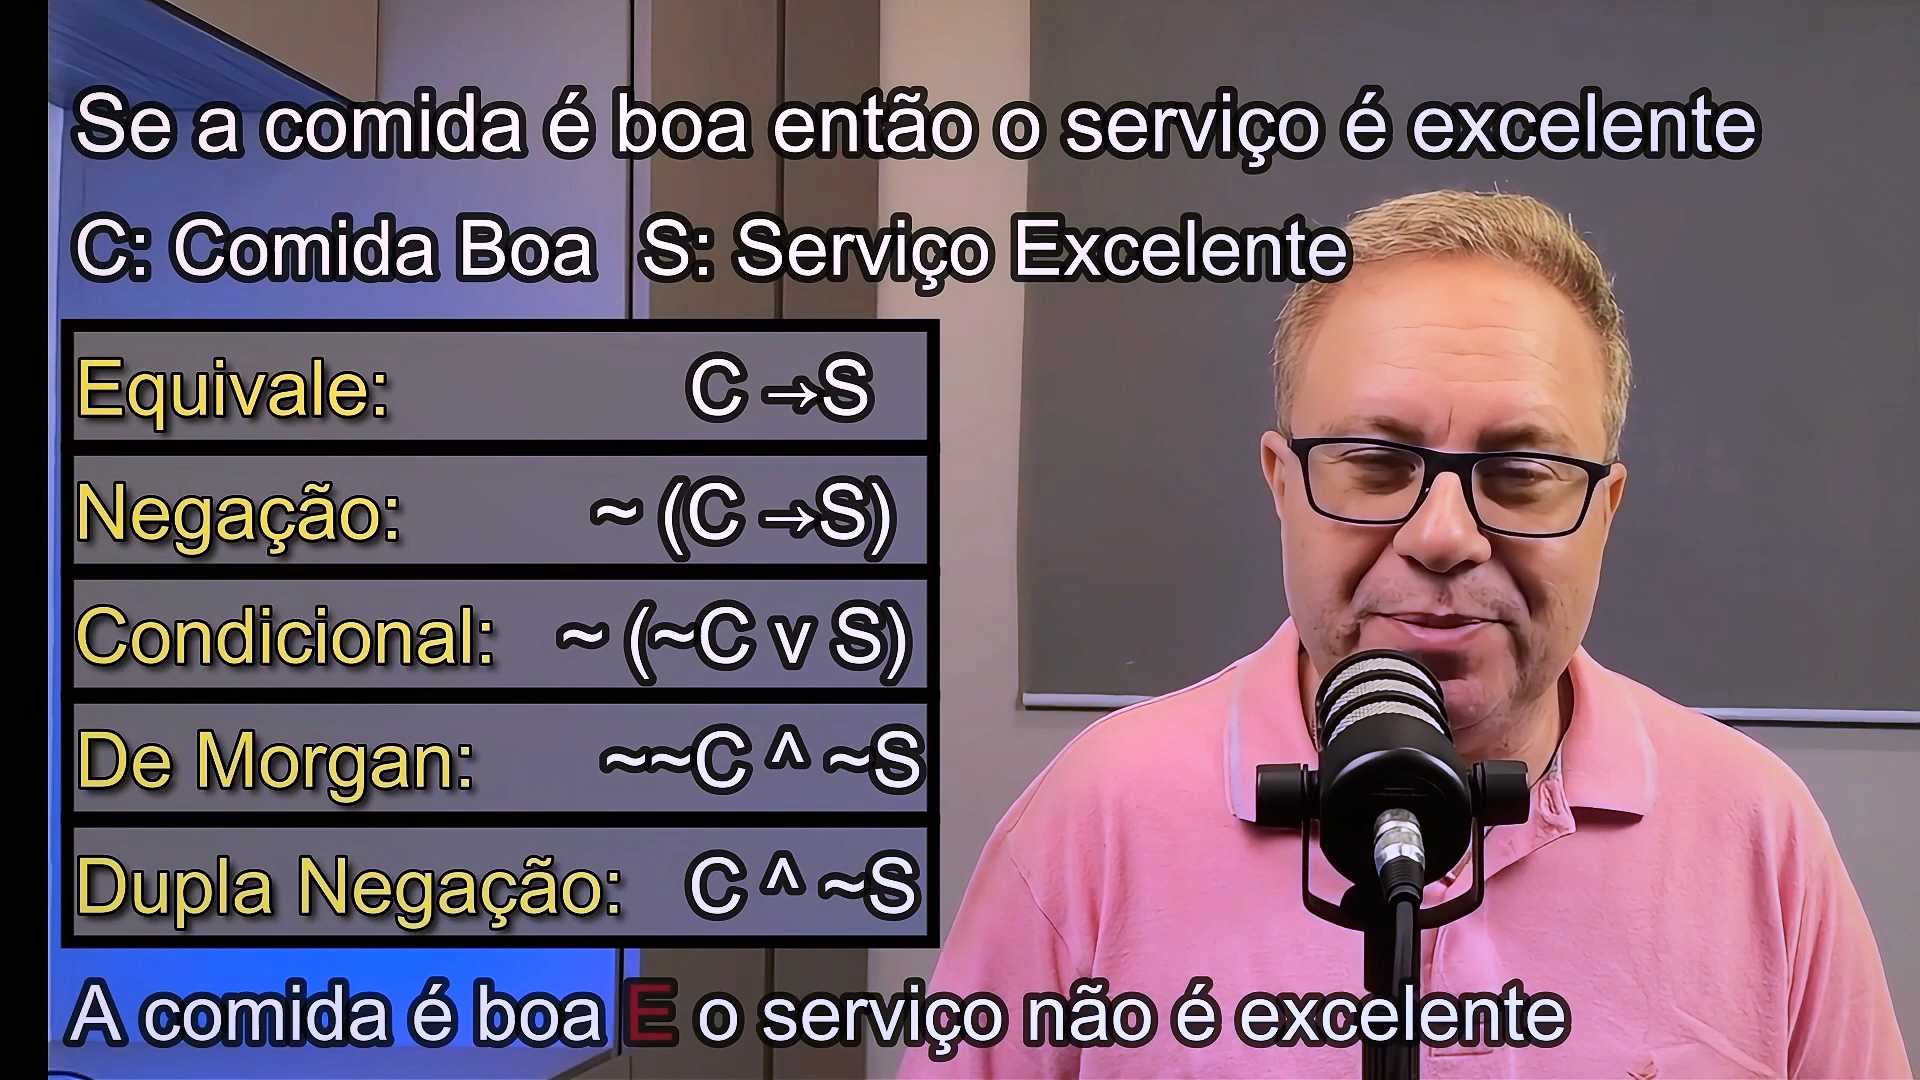 Se a comida é boa então o serviço é excelente
C: Comida Boa S: Serviço Excelente
Equivale: C →S
Negação: ~ (C →S)
Condicional: ~ (~C v S)
De Morgan: ~~C ^ ~S
Dupla Negação: C ^ ~S
A comida é boa E o serviço não é excelente